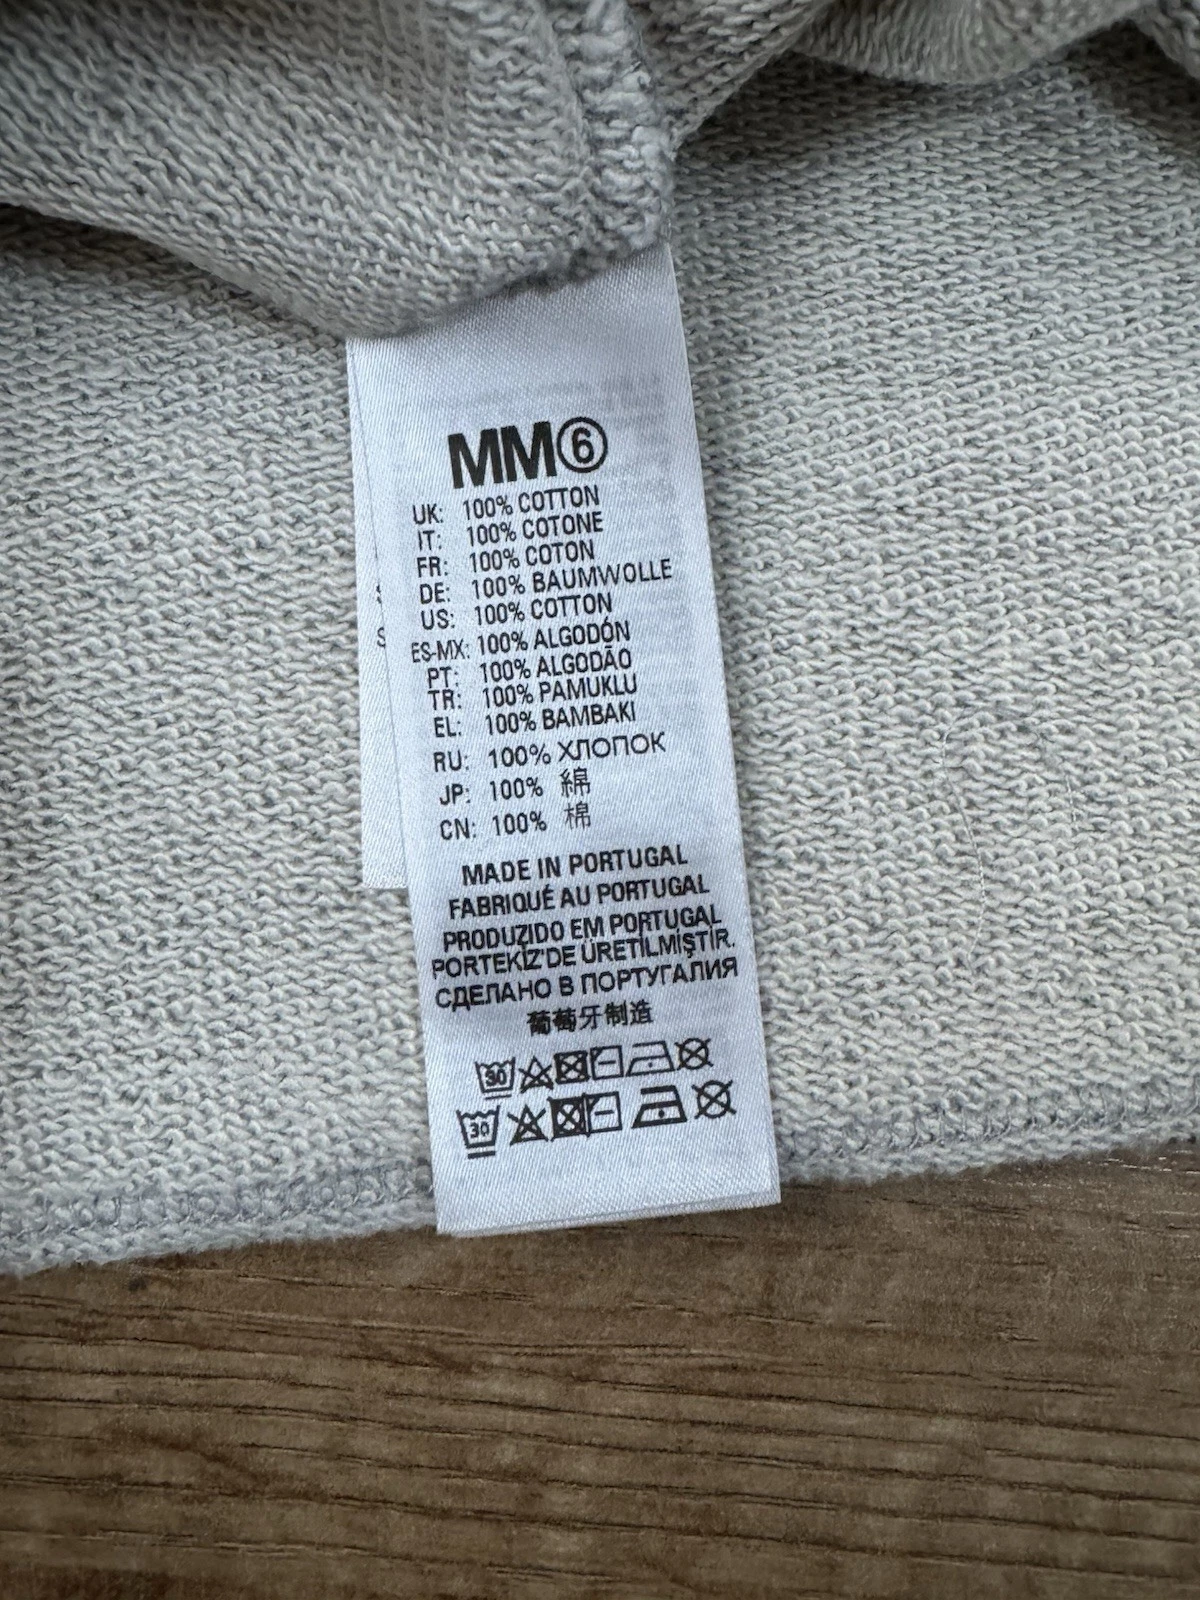 MM⑥
UK: 100% COTTON
IT: 100% COTONE
FR: 100% COTON
DE: 100% BAUMWOLLE
US: 100% COTTON
ES-MX: 100% ALGODÓN
PT: 100% ALGODÃO
TR: 100% PAMUKLU
EL: 100% BAMBAKI
RU: 100% ХЛОПОК
JP: 100% 綿
CN: 100% 棉
MADE IN PORTUGAL
FABRIQUÉ AU PORTUGAL
PRODUZIDO EM PORTUGAL
PORTEKİZ'DE ÜRETİLMİŞTİR.
СДЕЛАНО В ПОРТУГАЛИЯ
葡萄牙制造
30
30